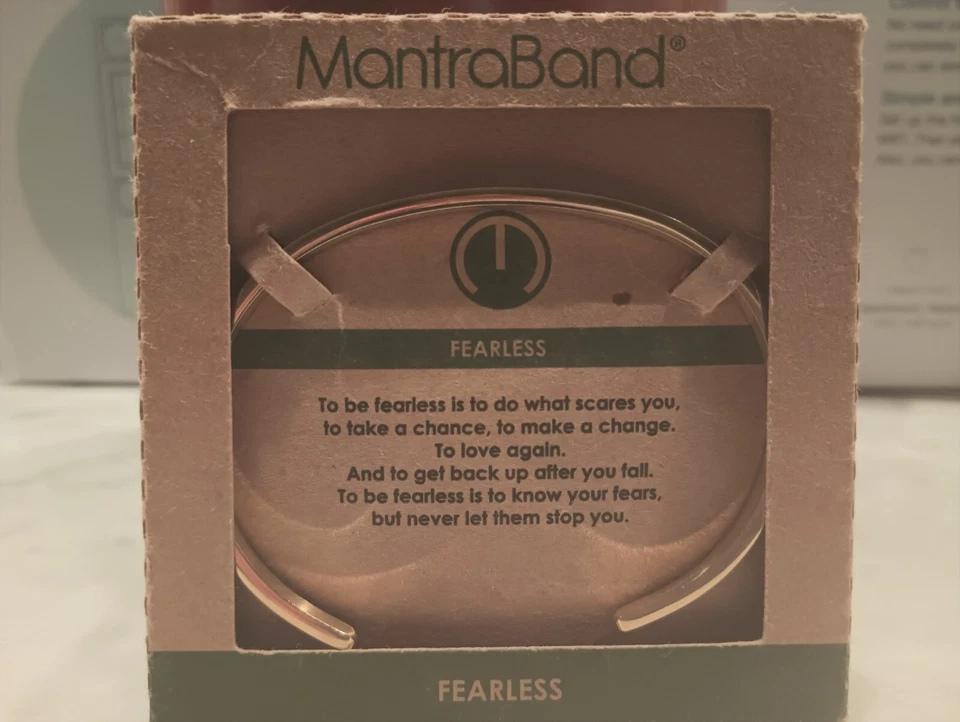 MantraBand®
FEARLESS
To be fearless is to do what scares you,
to take a chance, to make a change.
To love again.
And to get back up after you fall.
To be fearless is to know your fears,
but never let them stop you.
FEARLESS